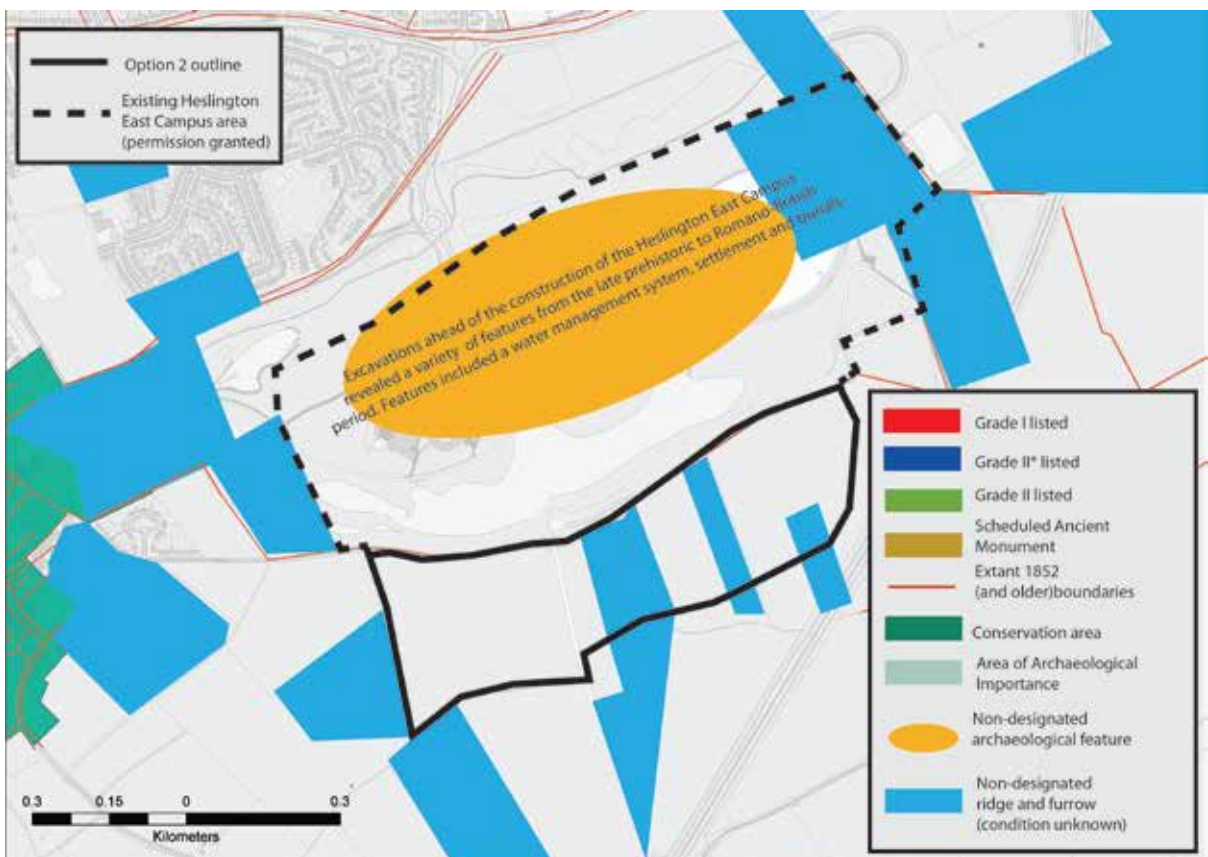 Option 2 outline
Existing Heslington
East Campus area
(permission granted)
Excavations ahead of the construction of the Heslington East Campus
revealed a variety of features from the late prehistoric to Romano-British
period. Features included a water management system, settlement and burials.
Grade I listed
Grade II* listed
Grade II listed
Scheduled Ancient
Monument
Extant 1852
(and older)boundaries
Conservation area
Area of Archaeological
Importance
Non-designated
archaeological feature
Non-designated
ridge and furrow
(condition unknown)
0.3 0.15 0 0.3
Kilometers